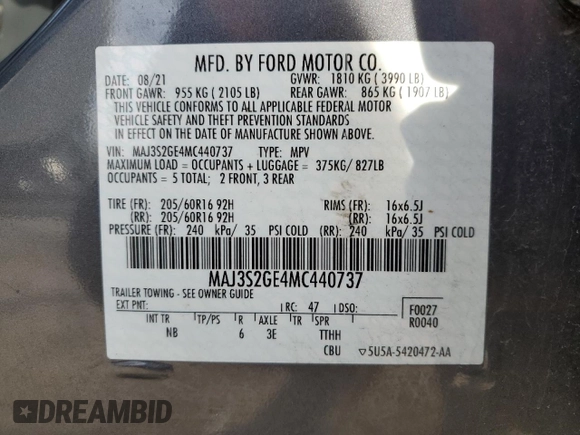 MFD. BY FORD MOTOR CO.
DATE: 08/21 GVWR: 1810 KG ( 3990 LB)
FRONT GAWR: 955 KG ( 2105 LB) REAR GAWR: 865 KG ( 1907 LB)
THIS VEHICLE CONFORMS TO ALL APPLICABLE FEDERAL MOTOR
VEHICLE SAFETY AND THEFT PREVENTION STANDARDS
IN EFFECT ON THE DATE OF MANUFACTURE SHOWN ABOVE.
VIN: MAJ3S2GE4MC440737 TYPE: MPV
MAXIMUM LOAD = OCCUPANTS + LUGGAGE = 375KG/ 827LB
OCCUPANTS = 5 TOTAL; 2 FRONT, 3 REAR
TIRE (FR): 205/60R16 92H RIMS (FR): 16x6.5J
(RR): 205/60R16 92H (RR): 16x6.5J
PRESSURE (FR): 240 kPa/ 35 PSI COLD (RR): 240 kPa/ 35 PSI COLD
MAJ3S2GE4MC440737
TRAILER TOWING - SEE OWNER GUIDE
EXT PNT: RC: 47 DSO: F0027
R0040
INT TR TP/PS R AXLE TR SPR
NB 6 3E TTHH
CBU ▽5U5A-5420472-AA
DREAMBID